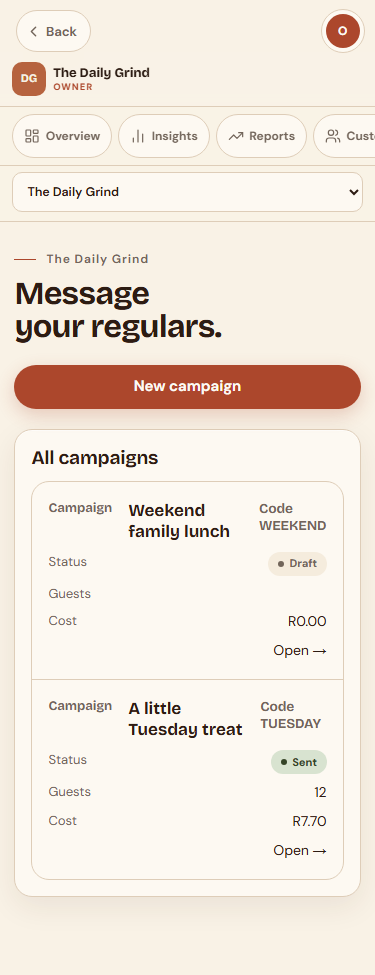 Back
O
DG
The Daily Grind
OWNER
Overview
Insights
Reports
Custo
The Daily Grind
The Daily Grind
Message
your regulars.
New campaign
All campaigns
Campaign
Weekend
family lunch
Code
WEEKEND
Status
Draft
Guests
Cost
R0.00
Open →
Campaign
A little
Tuesday treat
Code
TUESDAY
Status
Sent
Guests
12
Cost
R7.70
Open →